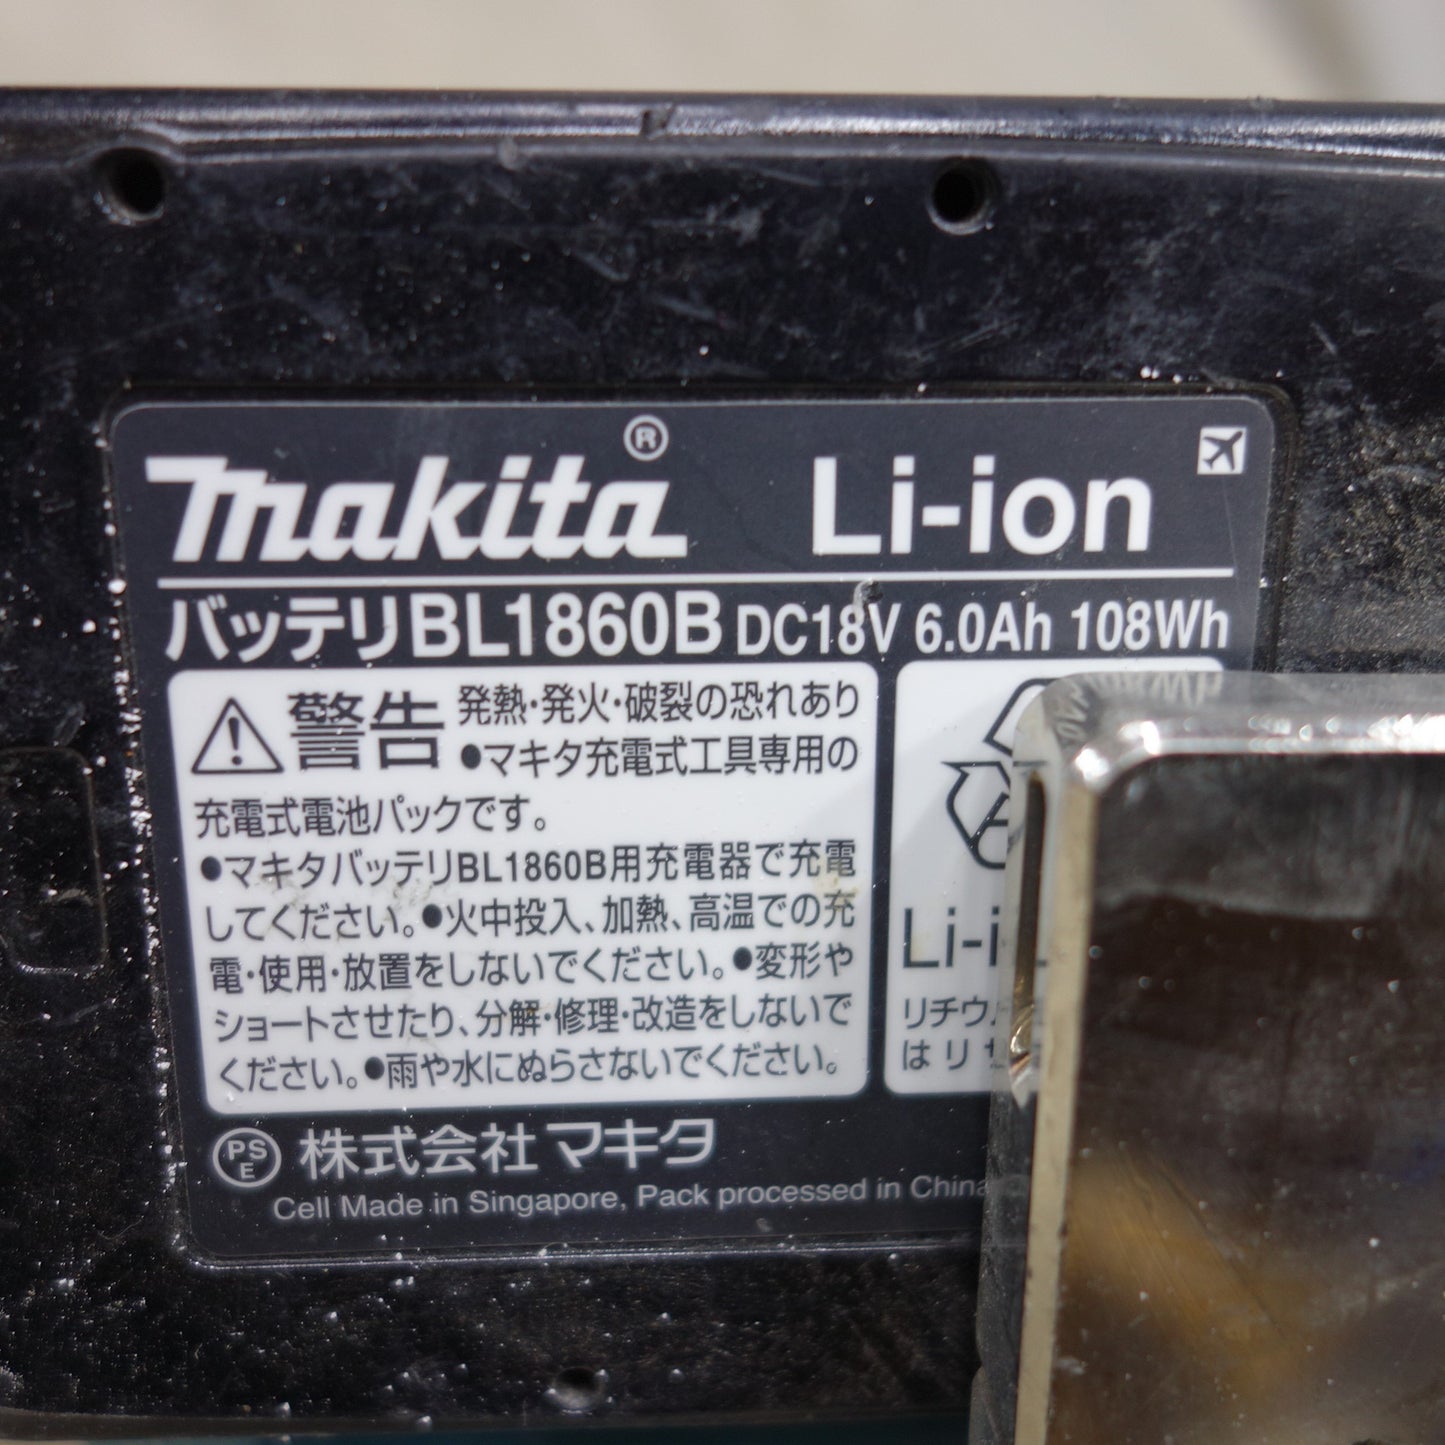 makita® Li-ion
バッテリBL1860B DC18V 6.0Ah 108Wh
警告 発熱・発火・破裂の恐れあり
●マキタ充電式工具専用の
充電式電池パックです。
●マキタバッテリBL1860B用充電器で充電
してください。●火中投入、加熱、高温での充
電・使用・放置をしないでください。●変形や
ショートさせたり、分解・修理・改造をしないで
ください。●雨や水にぬらさないでください。
Li-i
リチウ
はリサ
PSE 株式会社マキタ
Cell Made in Singapore, Pack processed in China